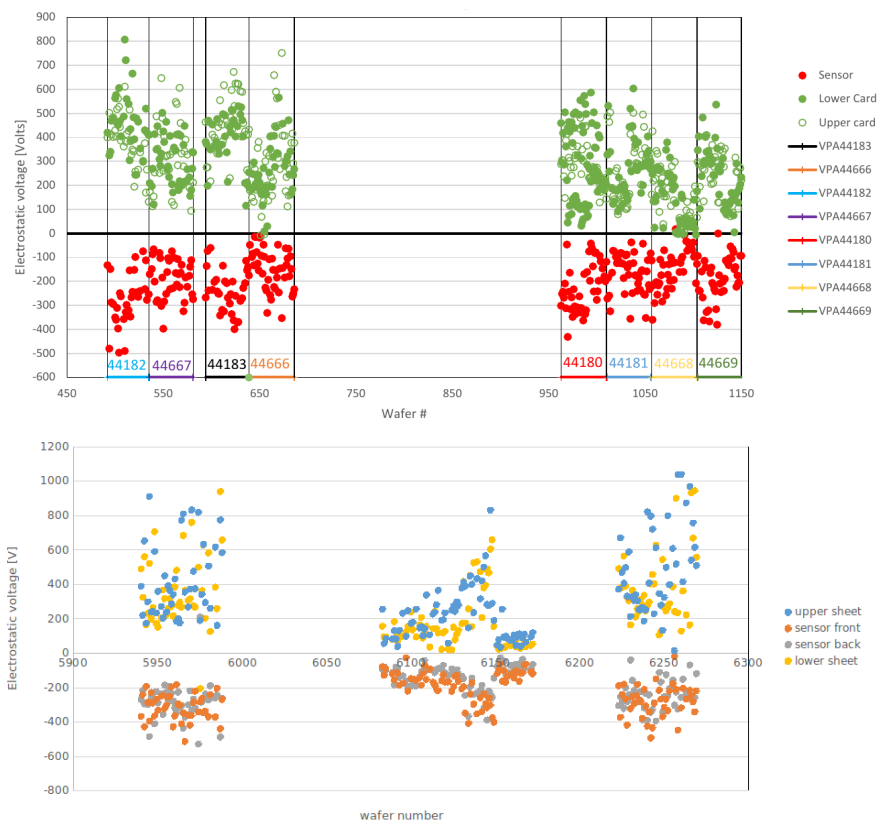 900
800
700
600
500
400
300
200
100
0
-100
-200
-300
-400
-500
-600
Electrostatic voltage [Volts]
44182 44667 44183 44666 44180 44181 44668 44669
450 550 650 750 850 950 1050 1150
Wafer #
Sensor
Lower Card
Upper card
VPA44183
VPA44666
VPA44182
VPA44667
VPA44180
VPA44181
VPA44668
VPA44669
1200
1000
800
600
400
200
0
-200
-400
-600
-800
Electrostatic voltage [V]
5900 5950 6000 6050 6100 6150 6200 6250 6300
wafer number
upper sheet
sensor front
sensor back
lower sheet